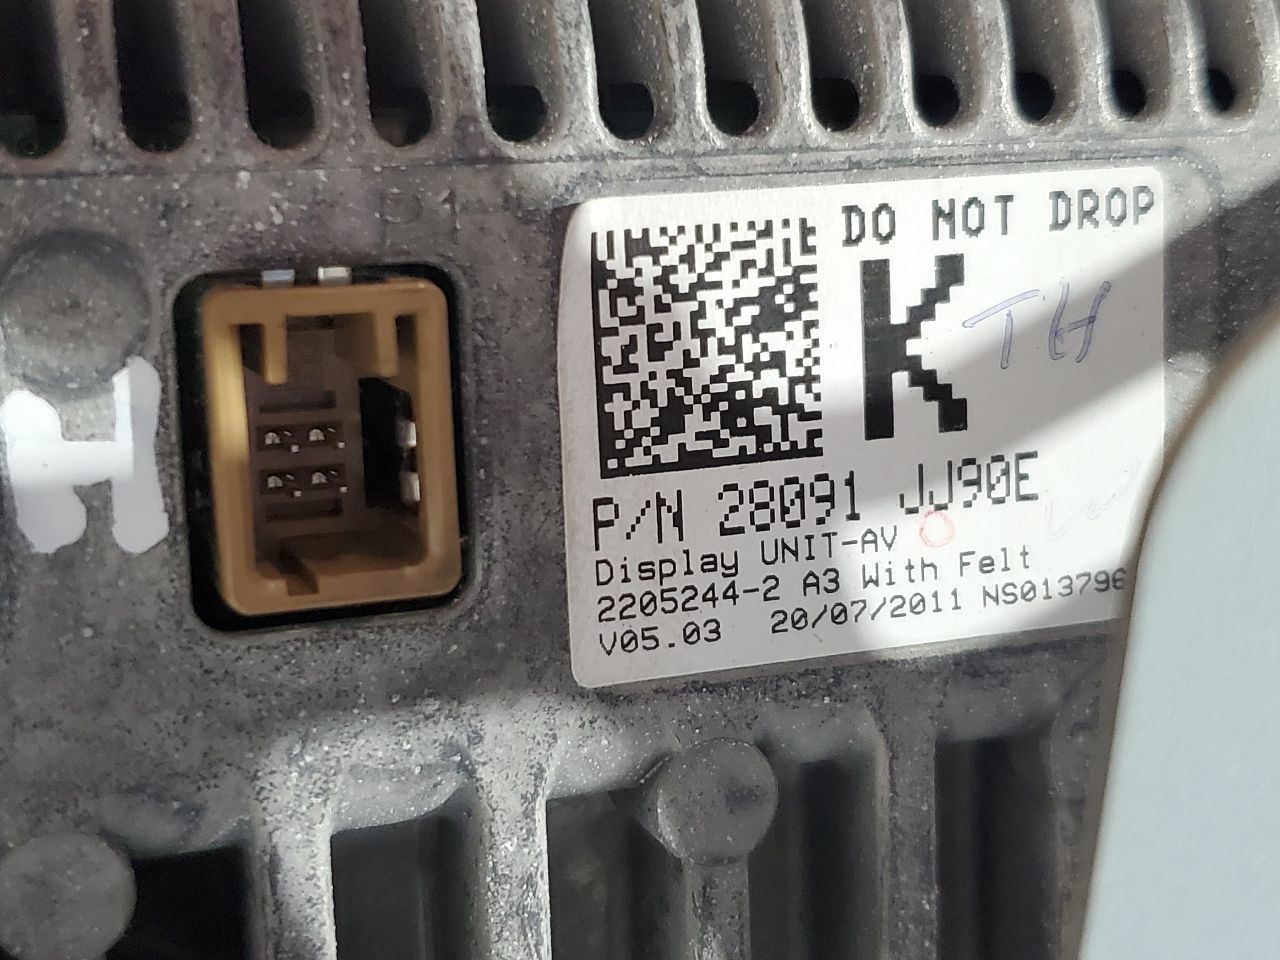 P1
DO NOT DROP
K
TH
H
P/N 28091 JJ90E
Display UNIT-AV
2205244-2 A3 With Felt
V05.03 20/07/2011 NS013796